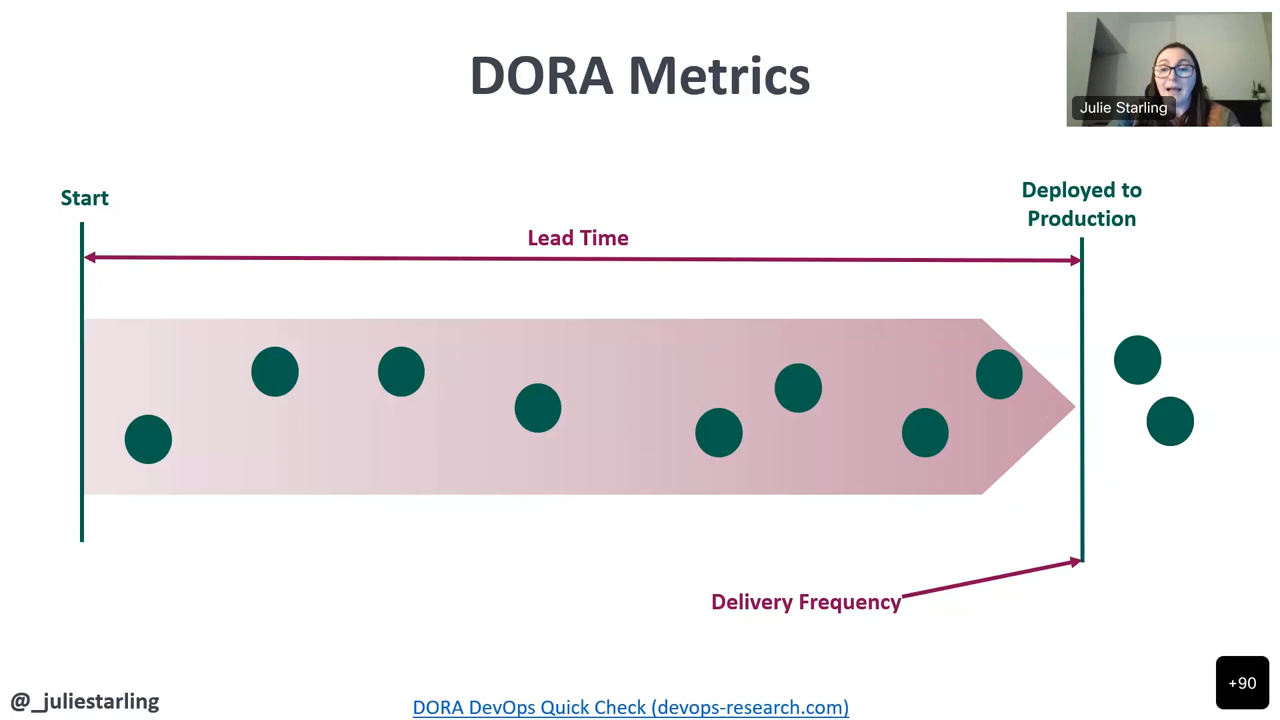 DORA Metrics
Julie Starling
Start
Deployed to
Production
Lead Time
Delivery Frequency
@_juliestarling
DORA DevOps Quick Check (devops-research.com)
+90